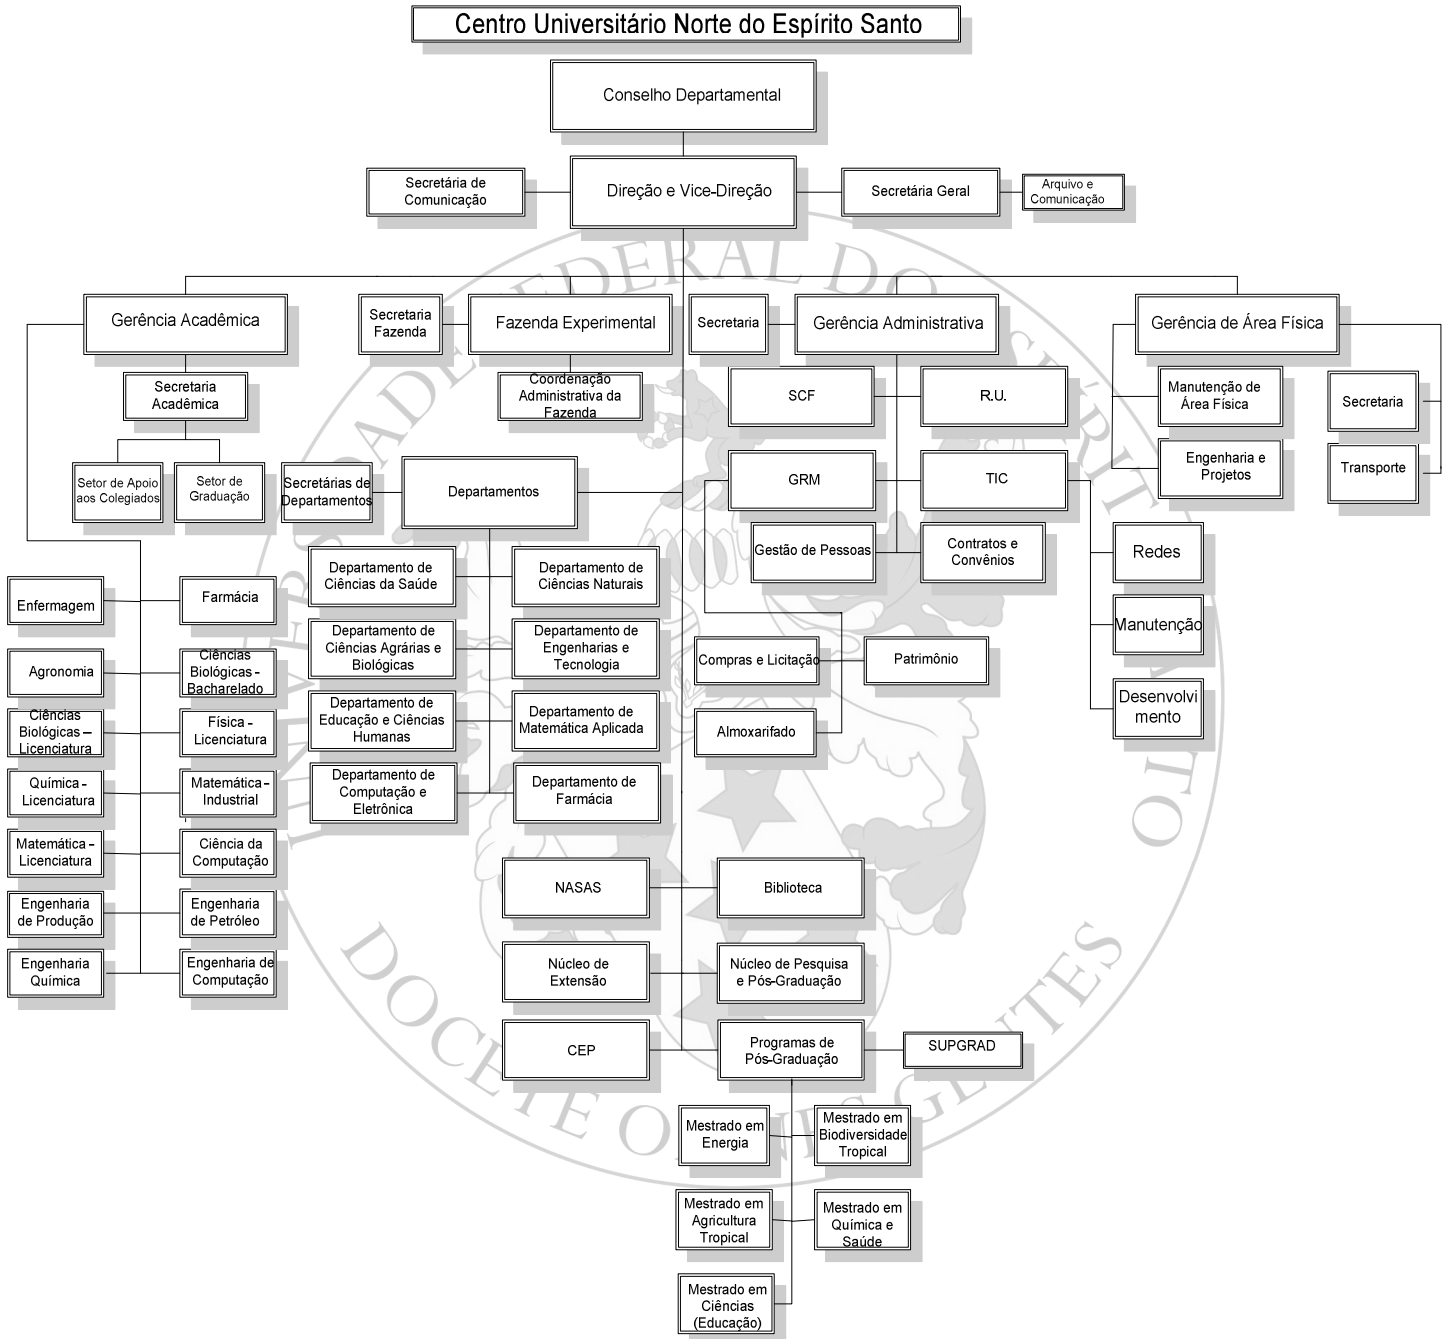 Centro Universitário Norte do Espírito Santo
Conselho Departamental
Secretária de
Comunicação
Direção e Vice-Direção
Secretária Geral
Arquivo e
Comunicação
Gerência Acadêmica
Secretaria
Fazenda
Fazenda Experimental
Secretaria
Gerência Administrativa
Gerência de Área Física
Secretaria
Acadêmica
Coordenação
Administrativa da
Fazenda
SCF
R.U.
Manutenção de
Área Física
Secretaria
Setor de Apoio
aos Colegiados
Setor de
Graduação
Secretárias de
Departamentos
Departamentos
GRM
TIC
Engenharia e
Projetos
Transporte
Gestão de Pessoas
Contratos e
Convênios
Redes
Manutenção
Desenvolvi
mento
Compras e Licitação
Patrimônio
Almoxarifado
Departamento de
Ciências da Saúde
Departamento de
Ciências Naturais
Departamento de
Ciências Agrárias e
Biológicas
Departamento de
Engenharias e
Tecnologia
Departamento de
Educação e Ciências
Humanas
Departamento de
Matemática Aplicada
Departamento de
Computação e
Eletrônica
Departamento de
Farmácia
Enfermagem
Farmácia
Agronomia
Ciências
Biológicas -
Bacharelado
Ciências
Biológicas –
Licenciatura
Física –
Licenciatura
Química -
Licenciatura
Matemática –
Industrial
Matemática –
Licenciatura
Ciência da
Computação
Engenharia
de Produção
Engenharia
de Petróleo
Engenharia
Química
Engenharia de
Computação
NASAS
Biblioteca
Núcleo de
Extensão
Núcleo de Pesquisa
e Pós-Graduação
CEP
Programas de
Pós-Graduação
SUPGRAD
Mestrado em
Energia
Mestrado em
Biodiversidade
Tropical
Mestrado em
Agricultura
Tropical
Mestrado em
Química e
Saúde
Mestrado em
Ciências
(Educação)
UNIVERSIDADE FEDERAL DO ESPÍRITO SANTO
DOCETE OMNES GENTES